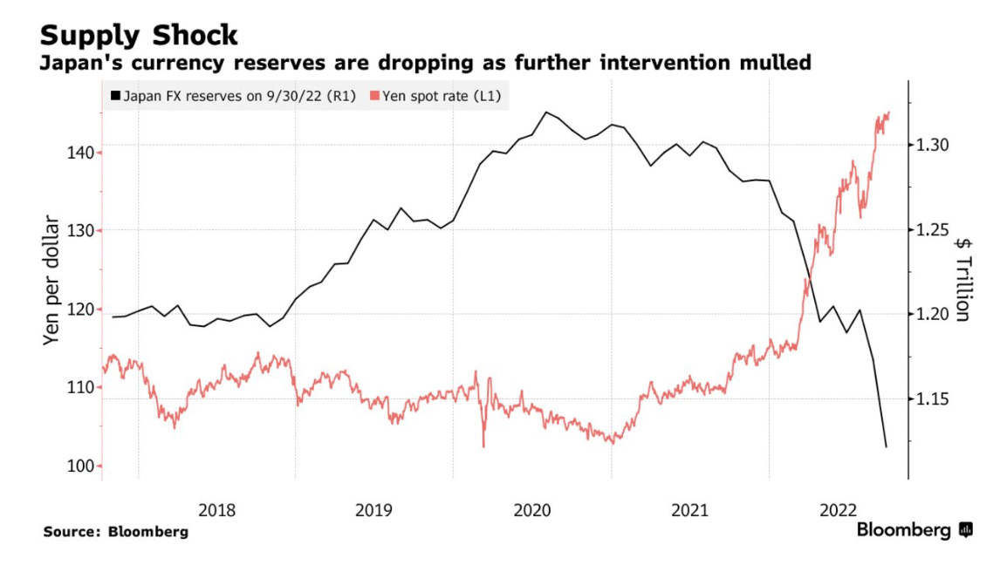 Supply Shock
Japan's currency reserves are dropping as further intervention mulled
Japan FX reserves on 9/30/22 (R1) Yen spot rate (L1)
140
130
120
110
100
Yen per dollar
1.30
1.25
1.20
1.15
$ Trillion
2018 2019 2020 2021 2022
Source: Bloomberg
Bloomberg